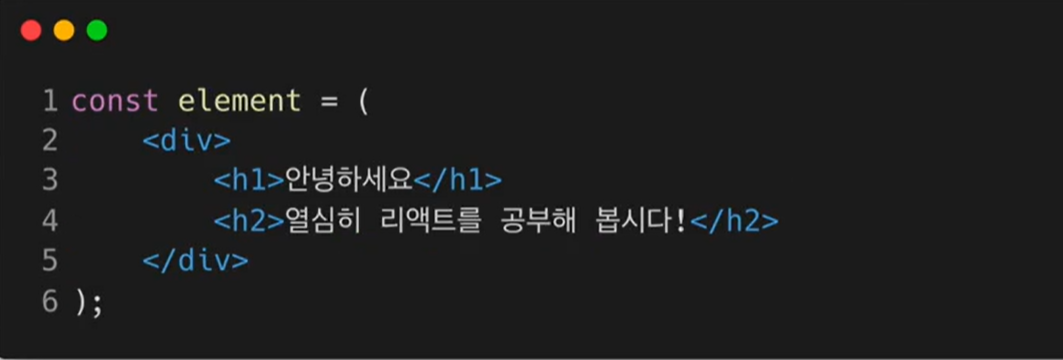 1 const element = (
2     <div>
3         <h1>안녕하세요</h1>
4         <h2>열심히 리액트를 공부해 봅시다!</h2>
5     </div>
6 );